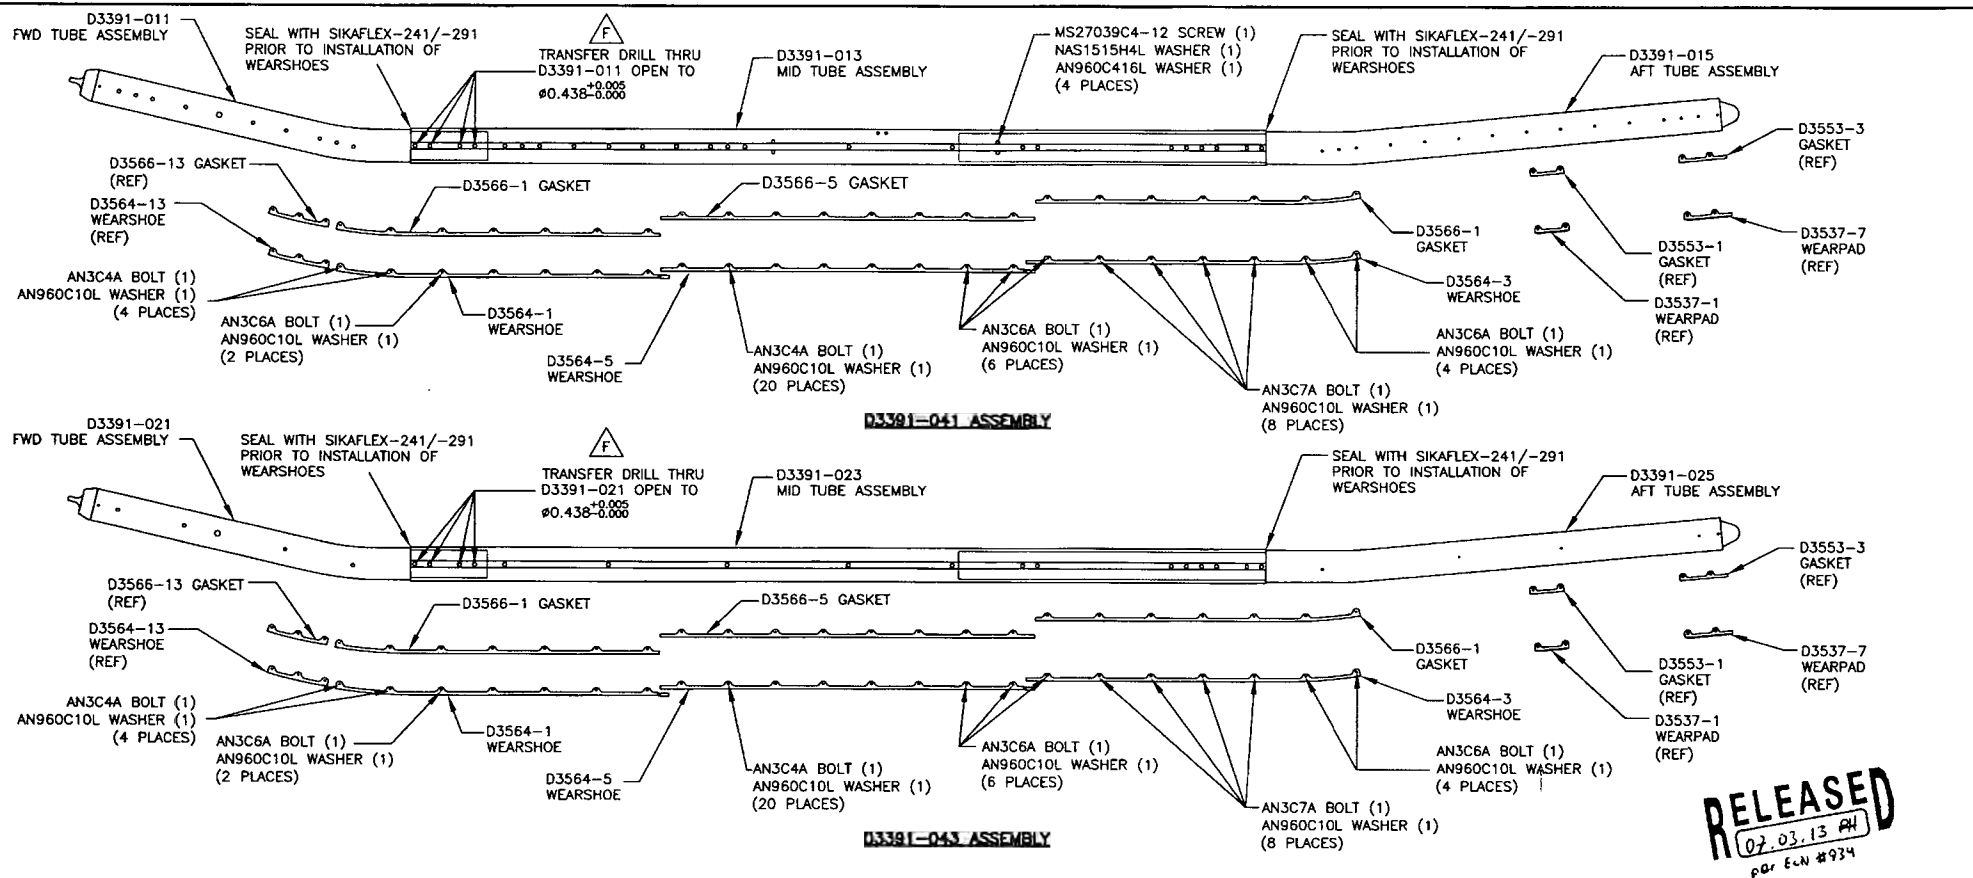 D3391-011
FWD TUBE ASSEMBLY
SEAL WITH SIKAFLEX-241/-291
PRIOR TO INSTALLATION OF
WEARSHOES
F
TRANSFER DRILL THRU
D3391-011 OPEN TO
ø0.438+0.005-0.000
D3391-013
MID TUBE ASSEMBLY
MS27039C4-12 SCREW (1)
NAS1515H4L WASHER (1)
AN960C416L WASHER (1)
(4 PLACES)
SEAL WITH SIKAFLEX-241/-291
PRIOR TO INSTALLATION OF
WEARSHOES
D3391-015
AFT TUBE ASSEMBLY
D3553-3
GASKET
(REF)
D3566-13 GASKET
(REF)
D3564-13
WEARSHOE
(REF)
D3566-1 GASKET
D3566-5 GASKET
D3566-1
GASKET
D3553-1
GASKET
(REF)
D3537-7
WEARPAD
(REF)
AN3C4A BOLT (1)
AN960C10L WASHER (1)
(4 PLACES)
AN3C6A BOLT (1)
AN960C10L WASHER (1)
(2 PLACES)
D3564-1
WEARSHOE
D3564-5
WEARSHOE
AN3C4A BOLT (1)
AN960C10L WASHER (1)
(20 PLACES)
AN3C6A BOLT (1)
AN960C10L WASHER (1)
(6 PLACES)
AN3C7A BOLT (1)
AN960C10L WASHER (1)
(8 PLACES)
D3564-3
WEARSHOE
AN3C6A BOLT (1)
AN960C10L WASHER (1)
(4 PLACES)
D3537-1
WEARPAD
(REF)
D3391-041 ASSEMBLY
D3391-021
FWD TUBE ASSEMBLY
SEAL WITH SIKAFLEX-241/-291
PRIOR TO INSTALLATION OF
WEARSHOES
F
TRANSFER DRILL THRU
D3391-021 OPEN TO
ø0.438+0.005-0.000
D3391-023
MID TUBE ASSEMBLY
SEAL WITH SIKAFLEX-241/-291
PRIOR TO INSTALLATION OF
WEARSHOES
D3391-025
AFT TUBE ASSEMBLY
D3553-3
GASKET
(REF)
D3566-13 GASKET
(REF)
D3564-13
WEARSHOE
(REF)
D3566-1 GASKET
D3566-5 GASKET
D3566-1
GASKET
D3553-1
GASKET
(REF)
D3537-7
WEARPAD
(REF)
AN3C4A BOLT (1)
AN960C10L WASHER (1)
(4 PLACES)
AN3C6A BOLT (1)
AN960C10L WASHER (1)
(2 PLACES)
D3564-1
WEARSHOE
D3564-5
WEARSHOE
AN3C4A BOLT (1)
AN960C10L WASHER (1)
(20 PLACES)
AN3C6A BOLT (1)
AN960C10L WASHER (1)
(6 PLACES)
AN3C7A BOLT (1)
AN960C10L WASHER (1)
(8 PLACES)
D3564-3
WEARSHOE
AN3C6A BOLT (1)
AN960C10L WASHER (1)
(4 PLACES)
D3537-1
WEARPAD
(REF)
D3391-043 ASSEMBLY
RELEASED
07.03.13 PH
per ECN #934